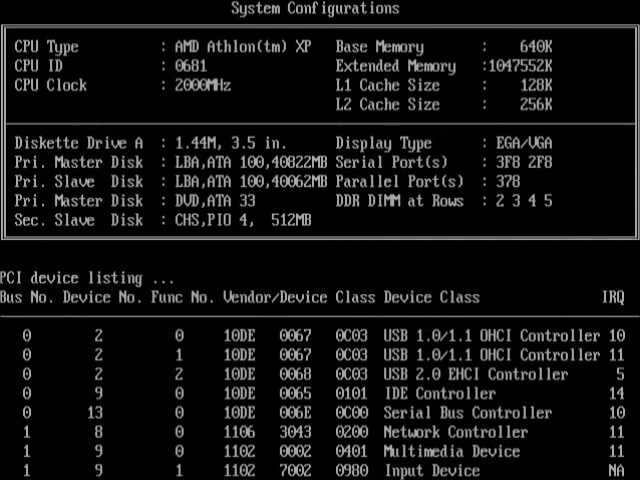 System Configurations
CPU Type : AMD Athlon(tm) XP Base Memory : 640K
CPU ID : 0681 Extended Memory :1047552K
CPU Clock : 2000MHz L1 Cache Size : 128K
L2 Cache Size : 256K
Diskette Drive A : 1.44M, 3.5 in. Display Type : EGA/VGA
Pri. Master Disk : LBA,ATA 100,40822MB Serial Port(s) : 3F8 2F8
Pri. Slave Disk : LBA,ATA 100,40062MB Parallel Port(s) : 378
Pri. Master Disk : DVD,ATA 33 DDR DIMM at Rows : 2 3 4 5
Sec. Slave Disk : CHS,PIO 4, 512MB
PCI device listing ...
Bus No. Device No. Func No. Vendor/Device Class Device Class IRQ
0 2 0 10DE 0067 0C03 USB 1.0/1.1 OHCI Controller 10
0 2 1 10DE 0067 0C03 USB 1.0/1.1 OHCI Controller 11
0 2 2 10DE 0068 0C03 USB 2.0 EHCI Controller 5
0 9 0 10DE 0065 0101 IDE Controller 14
0 13 0 10DE 006E 0C00 Serial Bus Controller 10
1 8 0 1106 3043 0200 Network Controller 11
1 9 0 1102 0002 0401 Multimedia Device 11
1 9 1 1102 7002 0980 Input Device NA